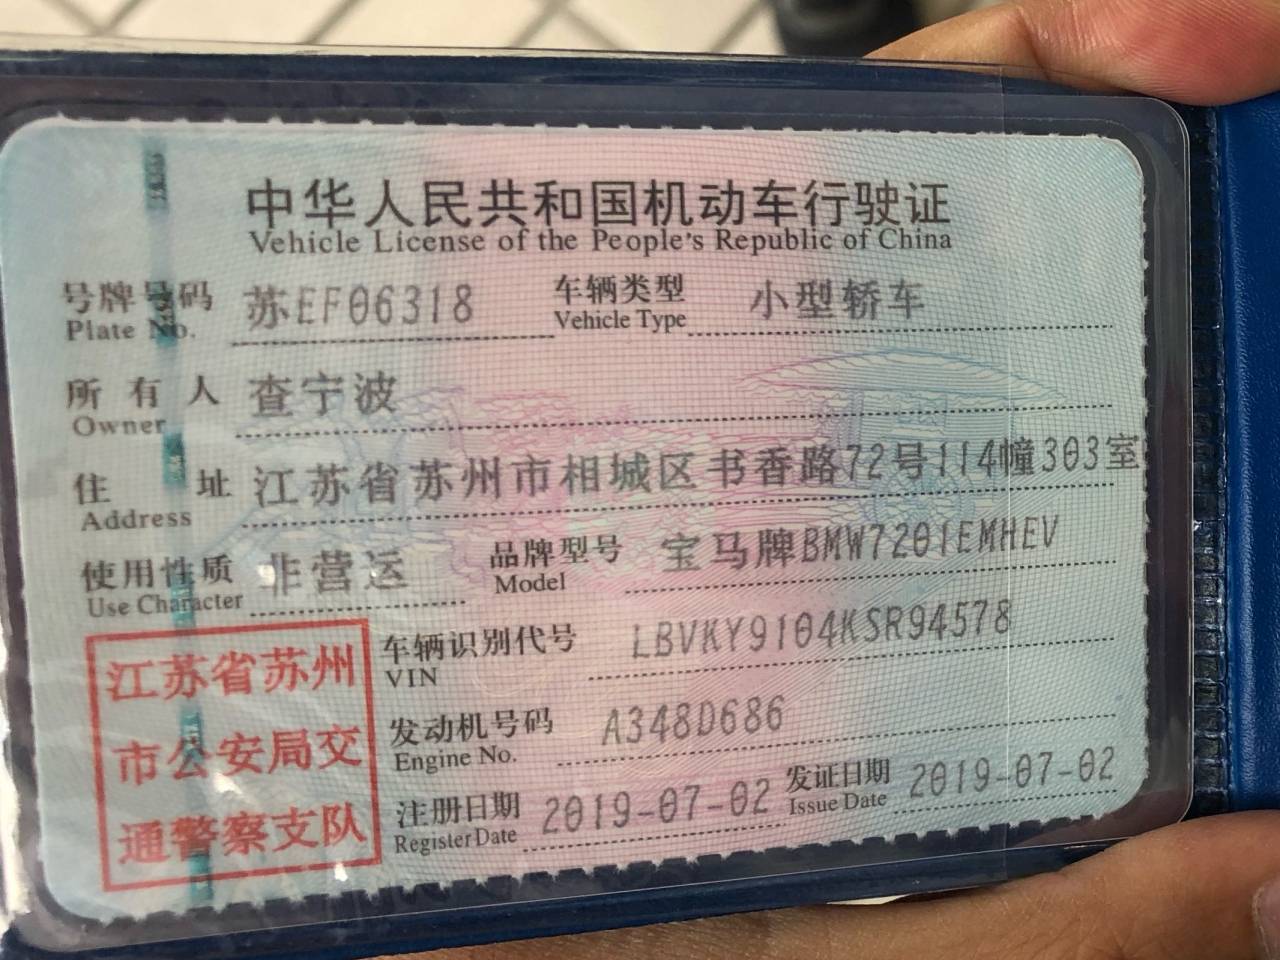 中华人民共和国机动车行驶证
Vehicle License of the People's Republic of China
号牌号码 苏EF06318 车辆类型 小型轿车
Plate No. Vehicle Type
所有人 查宁波
Owner
住址 江苏省苏州市相城区书香路72号114幢303室
Address
使用性质 非营运 品牌型号 宝马牌BMW7201EMHEV
Use Character Model
车辆识别代号 LBVKY9104KSR94578
VIN
发动机号码 A348D686
Engine No.
注册日期 2019-07-02 发证日期 2019-07-02
Register Date Issue Date
江苏省苏州
市公安局交
通警察支队